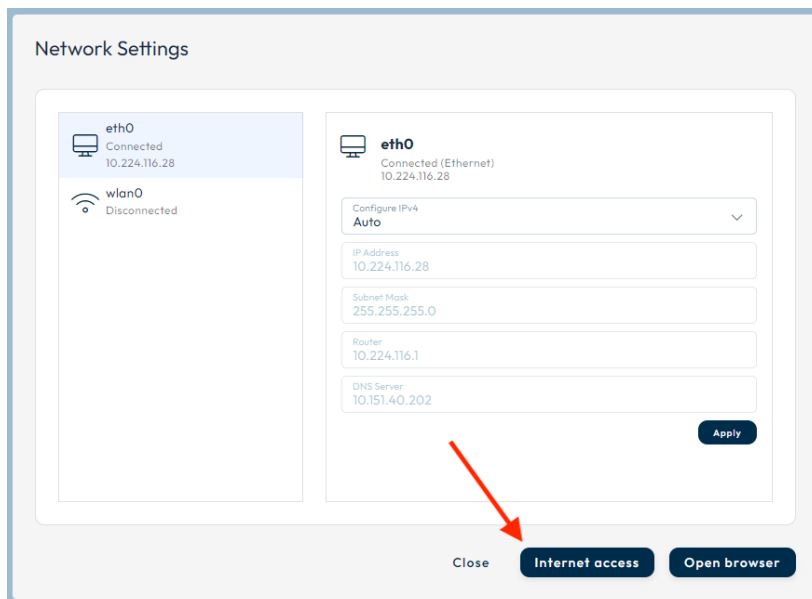 Network Settings
eth0
Connected
10.224.116.28
wlan0
Disconnected
eth0
Connected (Ethernet)
10.224.116.28
Configure IPv4
Auto
IP Address
10.224.116.28
Subnet Mask
255.255.255.0
Router
10.224.116.1
DNS Server
10.151.40.202
Apply
Close
Internet access
Open browser